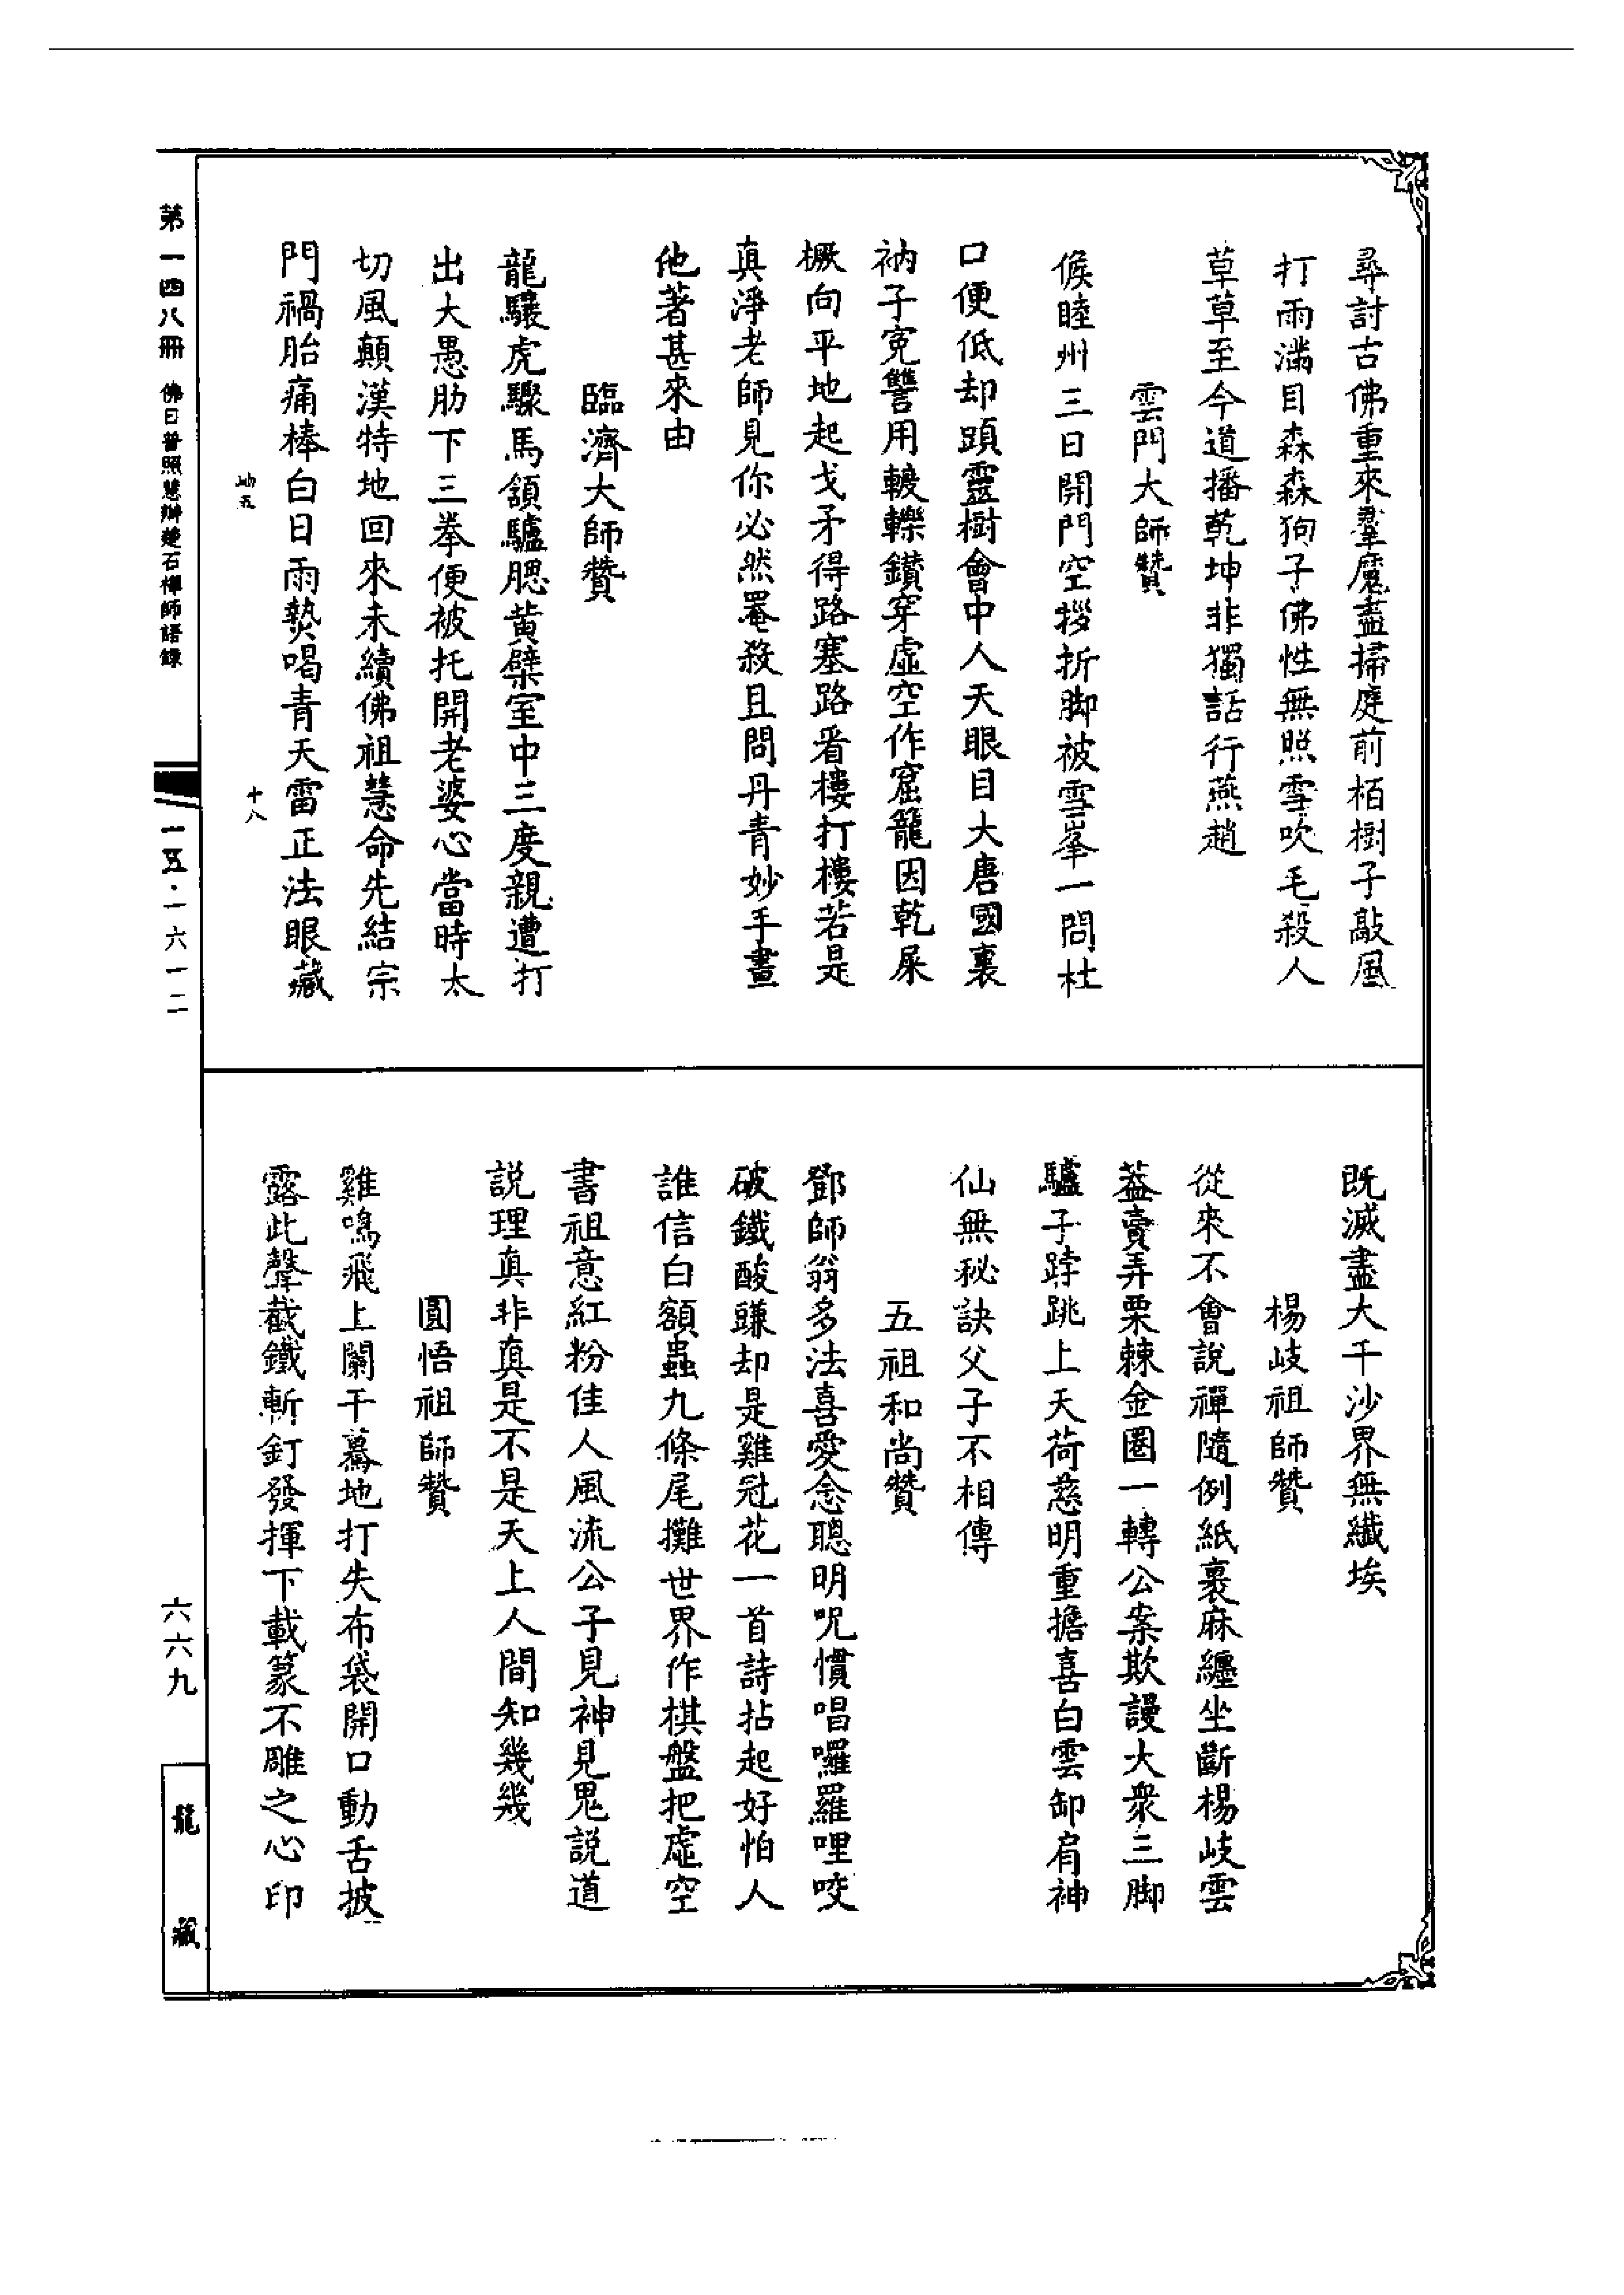 尋討古佛重來羣魔盡掃庭前栢樹子敲風
打雨滿目森森狗子佛性無照雪吹毛殺人
草草至今道播乾坤非獨話行燕趙
雲門大師贊
候睦州三日開門空拶折脚被雪峯一問杜
口便低却頭靈樹會中人天眼目大唐國裏
衲子寃讐用轆轢鑽穿虛空作窟籠因乾屎
橛向平地起戈矛得路塞路看樓打樓若是
真淨老師見你必然罨殺且問丹青妙手畫
他著甚來由
臨濟大師贊
龍驤虎驟馬頷驢腮黃檗室中三度親遭打
出大愚肋下三拳便被托開老婆心當時太
切風顛漢特地回來未續佛祖慧命先結宗
門禍胎痛棒白日雨熱喝青天雷正法眼藏
既滅盡大千沙界無纖埃
楊岐祖師贊
從來不會說禪隨例紙裹麻纏坐斷楊岐雲
葢賣弄栗棘金圈一轉公案欺謾大衆三脚
驢子踍跳上天荷慈明重擔喜白雲卸肩神
仙無秘訣父子不相傳
五祖和尚贊
鄧師翁多法喜愛念聰明呪慣唱囉羅哩咬
破鐵酸豏却是雞冠花一首詩拈起好怕人
誰信白額蟲九條尾攤世界作棋盤把虛空
書祖意紅粉佳人風流公子見神見鬼説道
説理真非真是不是天上人間知幾幾
圓悟祖師贊
雞鳴飛上闌干驀地打失布袋開口動舌披
露此聲截鐵斬釘發揮下載篆不雕之心印
第一四八冊 佛日普照慧辯楚石禪師語錄
岫五
十八
一五·一六一二
六六九
龍藏